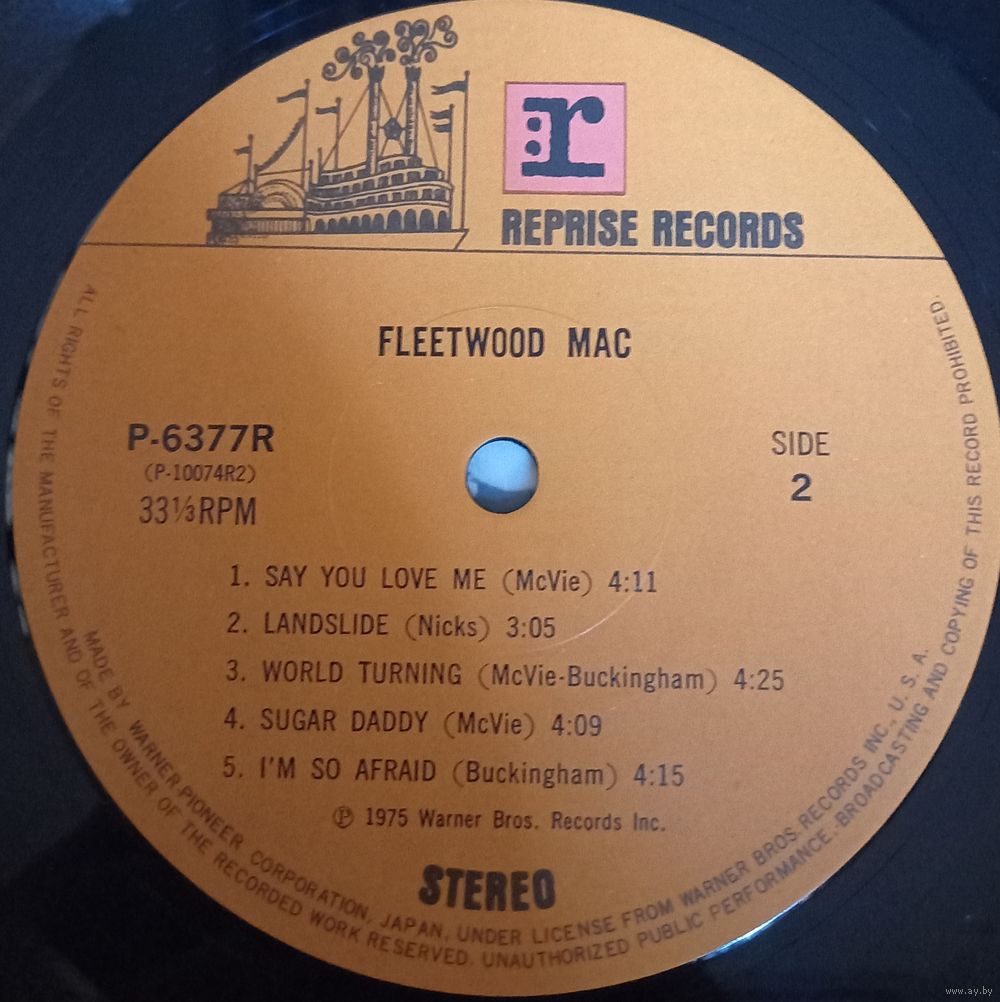 r
REPRISE RECORDS
FLEETWOOD MAC
P-6377R
(P-10074R2)
33⅓RPM
SIDE
2
1. SAY YOU LOVE ME (McVie) 4:11
2. LANDSLIDE (Nicks) 3:05
3. WORLD TURNING (McVie-Buckingham) 4:25
4. SUGAR DADDY (McVie) 4:09
5. I'M SO AFRAID (Buckingham) 4:15
Ⓟ 1975 Warner Bros. Records Inc.
STEREO
MADE BY WARNER-PIONEER CORPORATION, JAPAN, UNDER LICENSE FROM WARNER BROS. RECORDS INC., U. S. A.
ALL RIGHTS OF THE MANUFACTURER AND OF THE OWNER OF THE RECORDED WORK RESERVED. UNAUTHORIZED PUBLIC PERFORMANCE. BROADCASTING AND COPYING OF THIS RECORD PROHIBITED.
www.ay.by